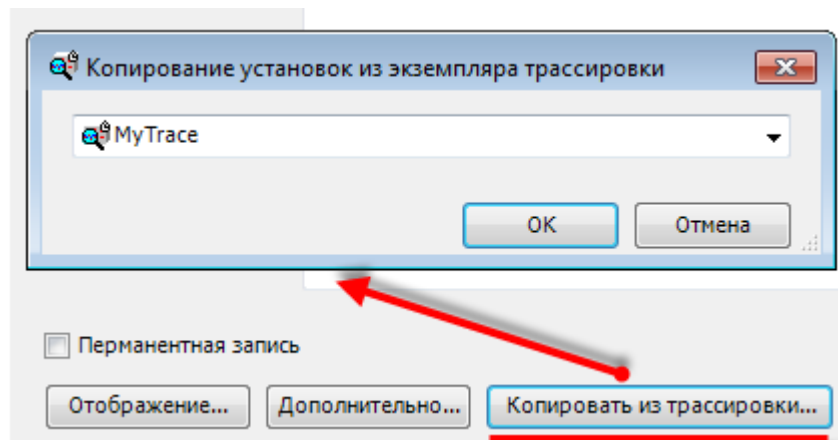 Копирование установок из экземпляра трассировки
MyTrace
OK
Отмена
Перманентная запись
Отображение...
Дополнительно...
Копировать из трассировки...